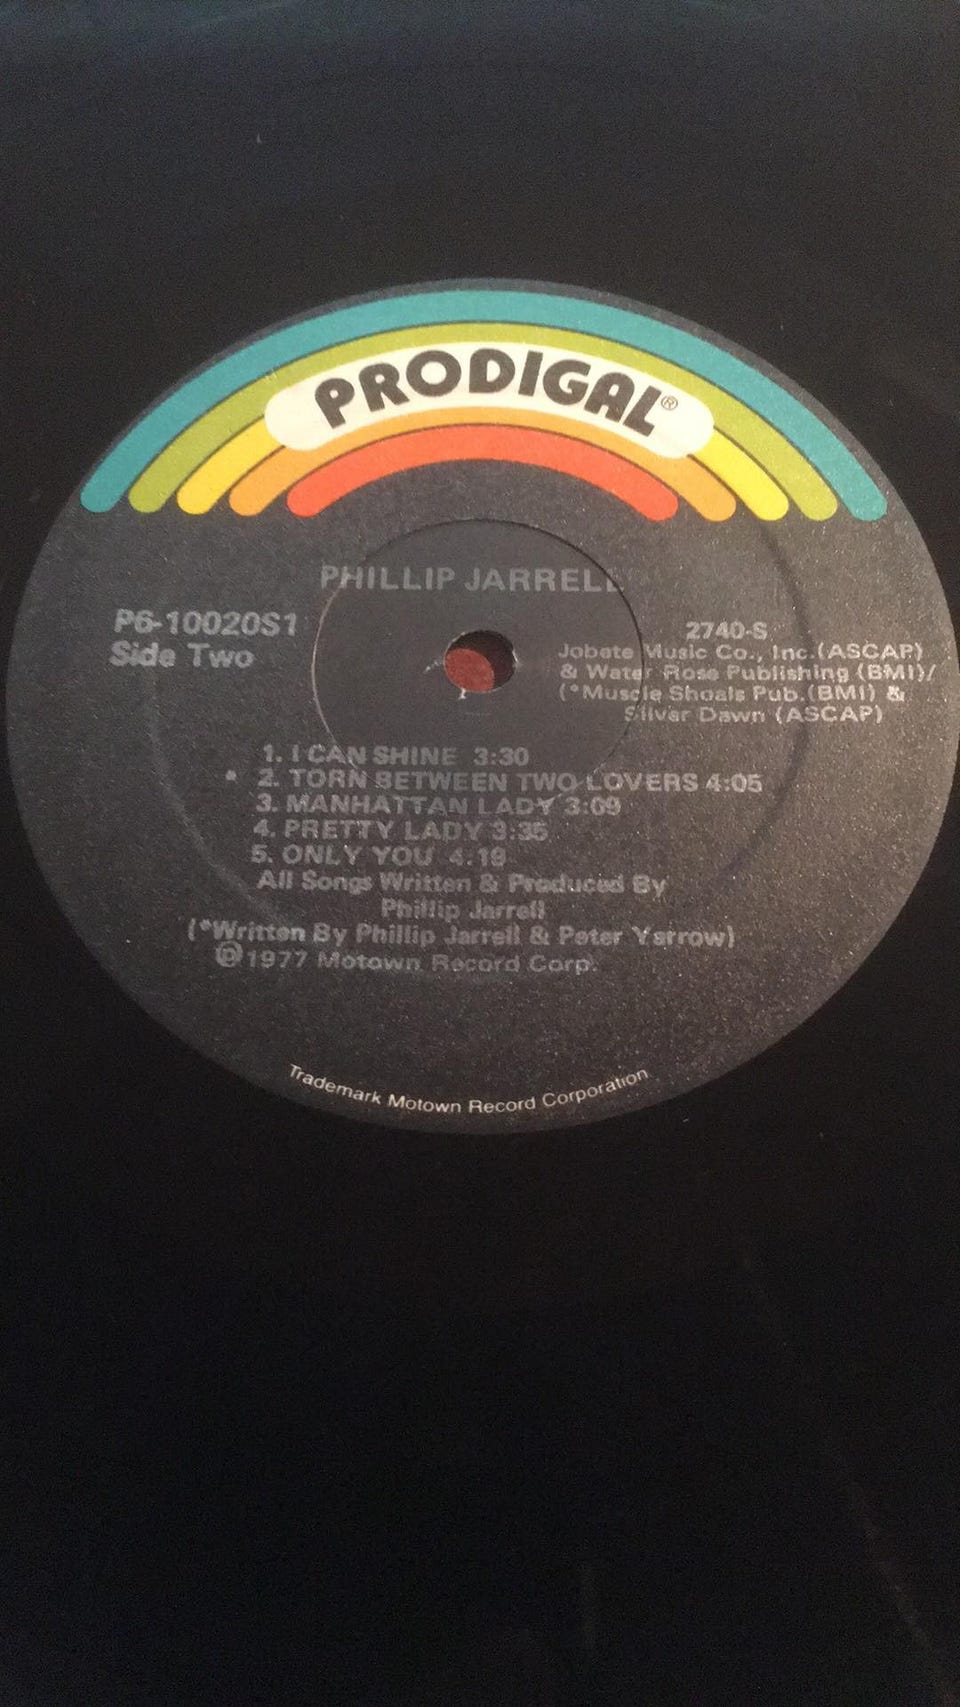 PRODIGAL®
PHILLIP JARRELL
P6-10020S1
Side Two
2740-S
Jobete Music Co., Inc.(ASCAP)
& Water Rose Publishing (BMI)/
(*Muscle Shoals Pub.(BMI) &
Silver Dawn (ASCAP)
1. I CAN SHINE 3:30
* 2. TORN BETWEEN TWO LOVERS 4:05
3. MANHATTAN LADY 3:09
4. PRETTY LADY 3:35
5. ONLY YOU 4:19
All Songs Written & Produced By
Phillip Jarrell
(*Written By Phillip Jarrell & Peter Yarrow)
℗1977 Motown Record Corp.
Trademark Motown Record Corporation